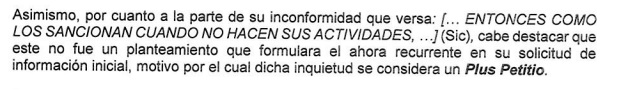 Asimismo, por cuanto a la parte de su inconformidad que versa: [... ENTONCES COMO
LOS SANCIONAN CUANDO NO HACEN SUS ACTIVIDADES, ...] (Sic), cabe destacar que
este no fue un planteamiento que formulara el ahora recurrente en su solicitud de
información inicial, motivo por el cual dicha inquietud se considera un Plus Petitio.